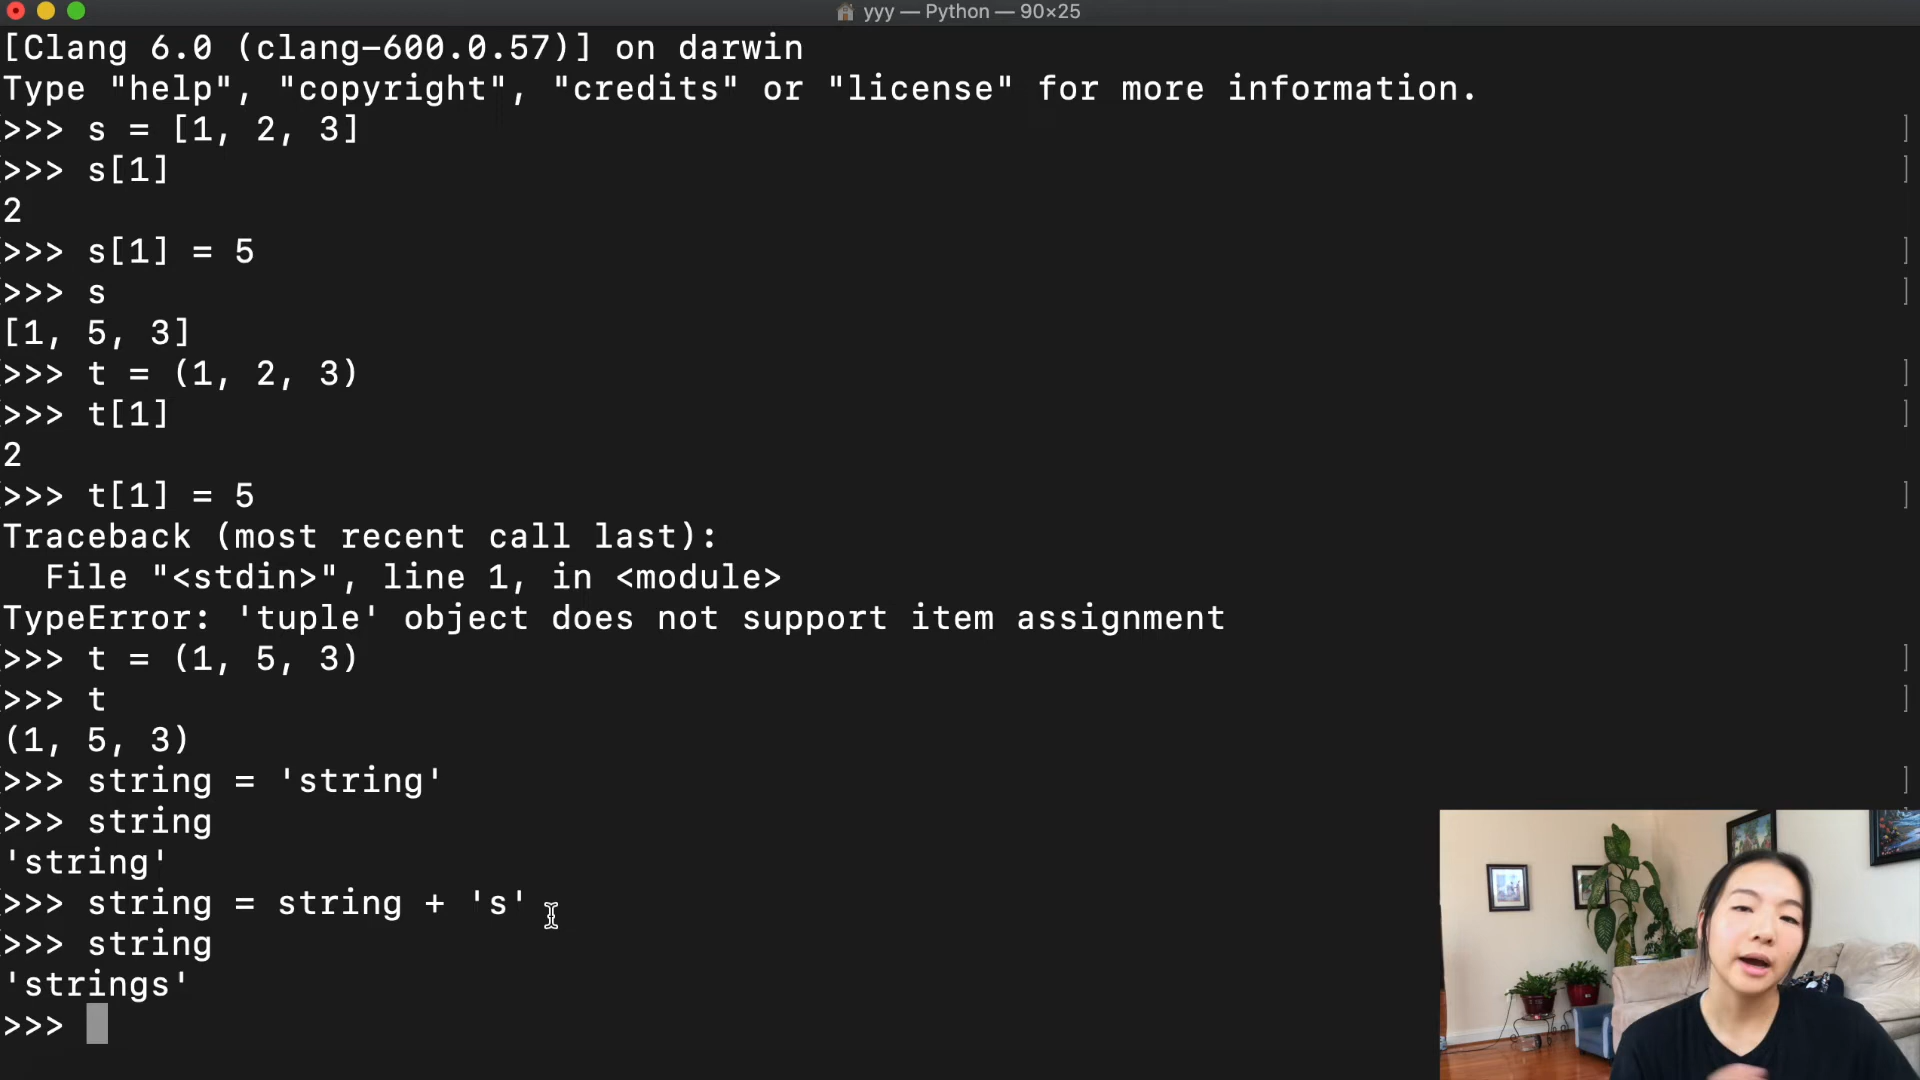 yyy — Python — 90×25
[Clang 6.0 (clang-600.0.57)] on darwin
Type "help", "copyright", "credits" or "license" for more information.
>>> s = [1, 2, 3]
>>> s[1]
2
>>> s[1] = 5
>>> s
[1, 5, 3]
>>> t = (1, 2, 3)
>>> t[1]
2
>>> t[1] = 5
Traceback (most recent call last):
  File "<stdin>", line 1, in <module>
TypeError: 'tuple' object does not support item assignment
>>> t = (1, 5, 3)
>>> t
(1, 5, 3)
>>> string = 'string'
>>> string
'string'
>>> string = string + 's'
>>> string
'strings'
>>>